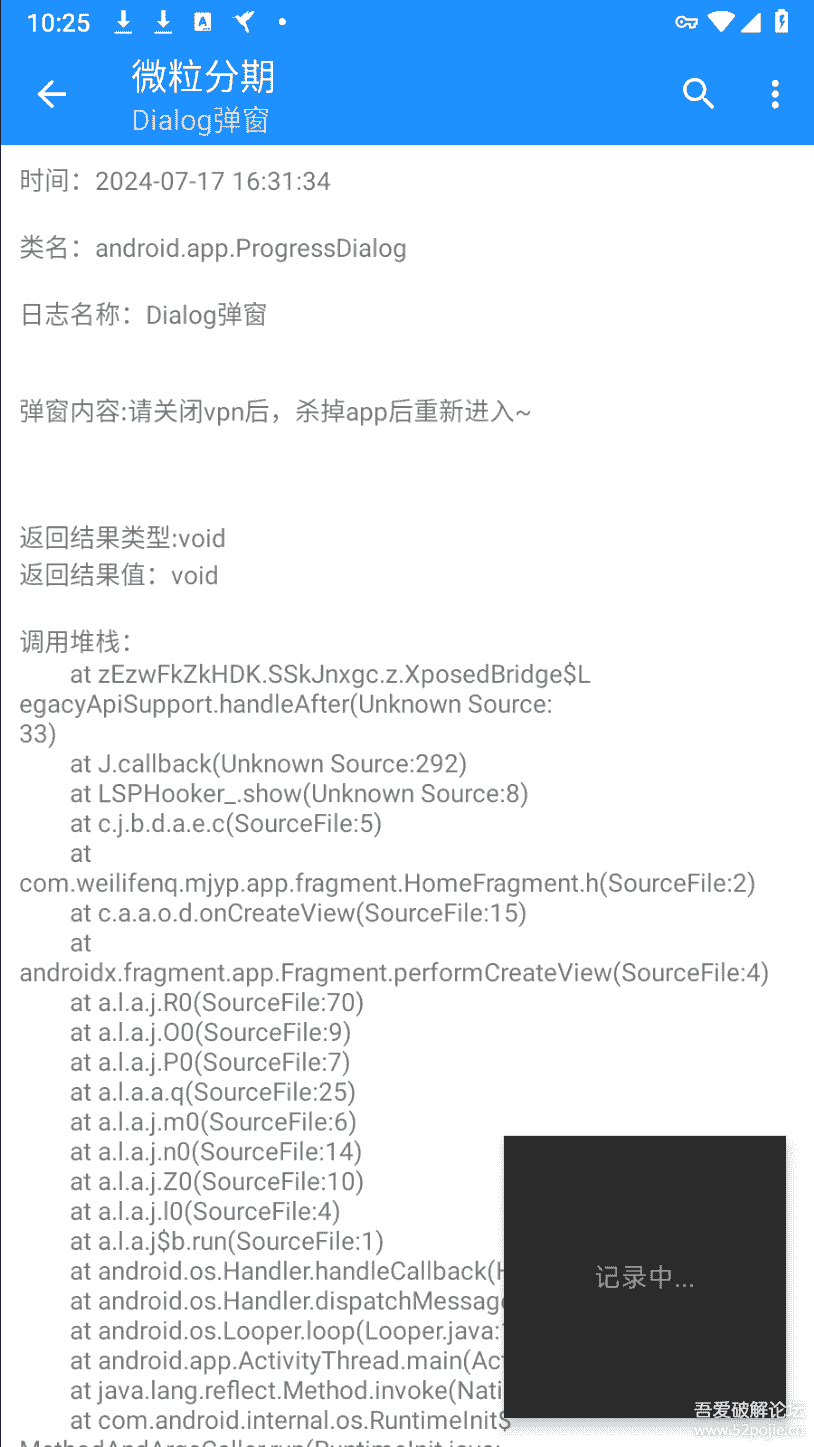 10:25
微粒分期
Dialog弹窗
时间：2024-07-17 16:31:34
类名：android.app.ProgressDialog
日志名称：Dialog弹窗
弹窗内容:请关闭vpn后，杀掉app后重新进入~
返回结果类型:void
返回结果值：void
调用堆栈：
at zEzwFkZkHDK.SSkJnxgc.z.XposedBridge$L
egacyApiSupport.handleAfter(Unknown Source:
33)
at J.callback(Unknown Source:292)
at LSPHooker_.show(Unknown Source:8)
at c.j.b.d.a.e.c(SourceFile:5)
at
com.weilifenq.mjyp.app.fragment.HomeFragment.h(SourceFile:2)
at c.a.a.o.d.onCreateView(SourceFile:15)
at
androidx.fragment.app.Fragment.performCreateView(SourceFile:4)
at a.l.a.j.R0(SourceFile:70)
at a.l.a.j.O0(SourceFile:9)
at a.l.a.j.P0(SourceFile:7)
at a.l.a.a.q(SourceFile:25)
at a.l.a.j.m0(SourceFile:6)
at a.l.a.j.n0(SourceFile:14)
at a.l.a.j.Z0(SourceFile:10)
at a.l.a.j.l0(SourceFile:4)
at a.l.a.j$b.run(SourceFile:1)
at android.os.Handler.handleCallback(
at android.os.Handler.dispatchMessage
at android.os.Looper.loop(Looper.java:
at android.app.ActivityThread.main(Act
at java.lang.reflect.Method.invoke(Nati
at com.android.internal.os.RuntimeInit$
MethodAndArgsCaller.run(RuntimeInit.java:
记录中...
吾爱破解论坛
www.52pojie.cn